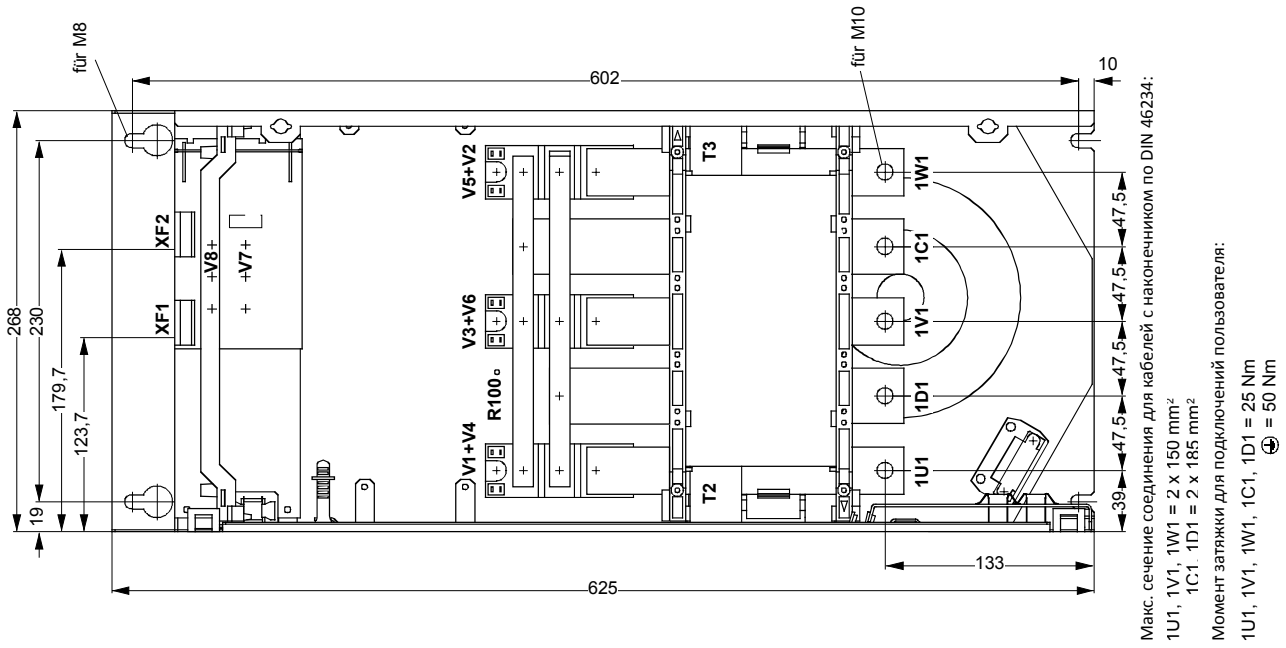 für M8
602
für M10
10
268
230
179,7
123,7
19
XF1
XF2
V8
V7
V1+V4
R100
V3+V6
V5+V2
T2
T3
1U1
1D1
1V1
1C1
1W1
39
47,5
47,5
47,5
47,5
133
625
Макс. сечение соединения для кабелей с наконечником по DIN 46234:
1U1, 1V1, 1W1 = 2 x 150 mm²
1C1, 1D1 = 2 x 185 mm²
Момент затяжки для подключений пользователя:
1U1, 1V1, 1W1, 1C1, 1D1 = 25 Nm
= 50 Nm